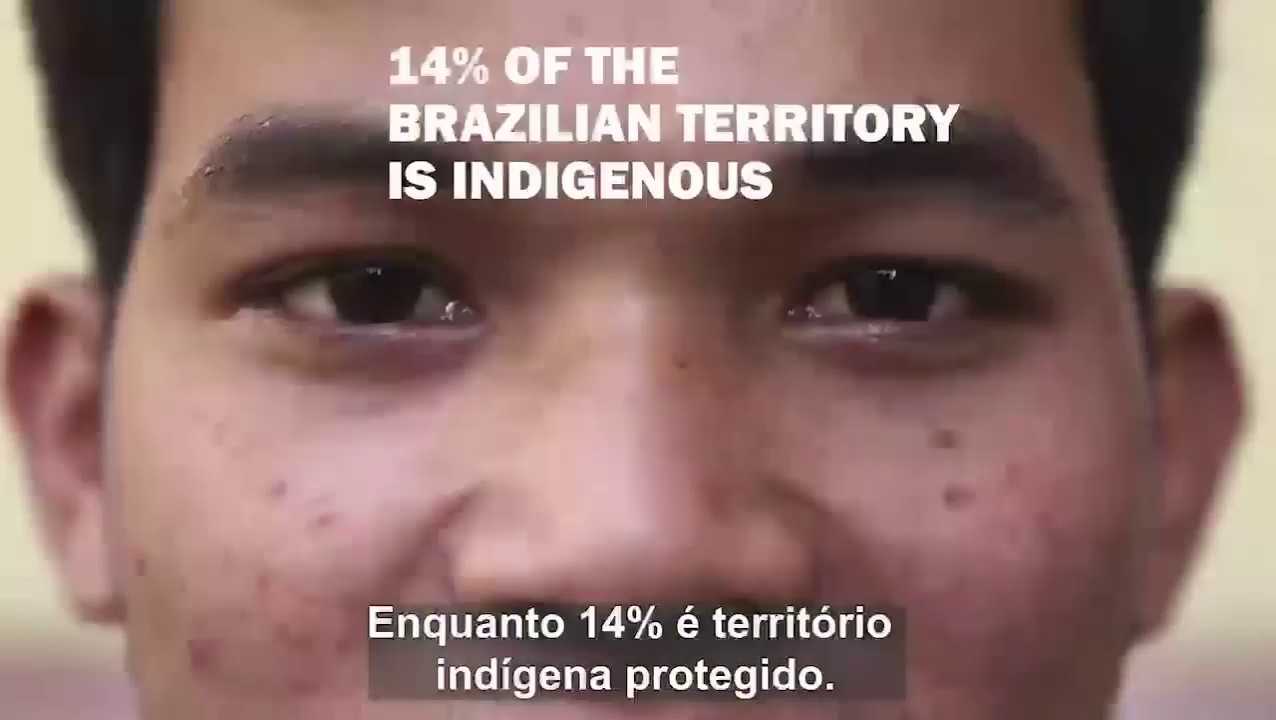 14% OF THE
BRAZILIAN TERRITORY
IS INDIGENOUS
Enquanto 14% é território
indígena protegido.